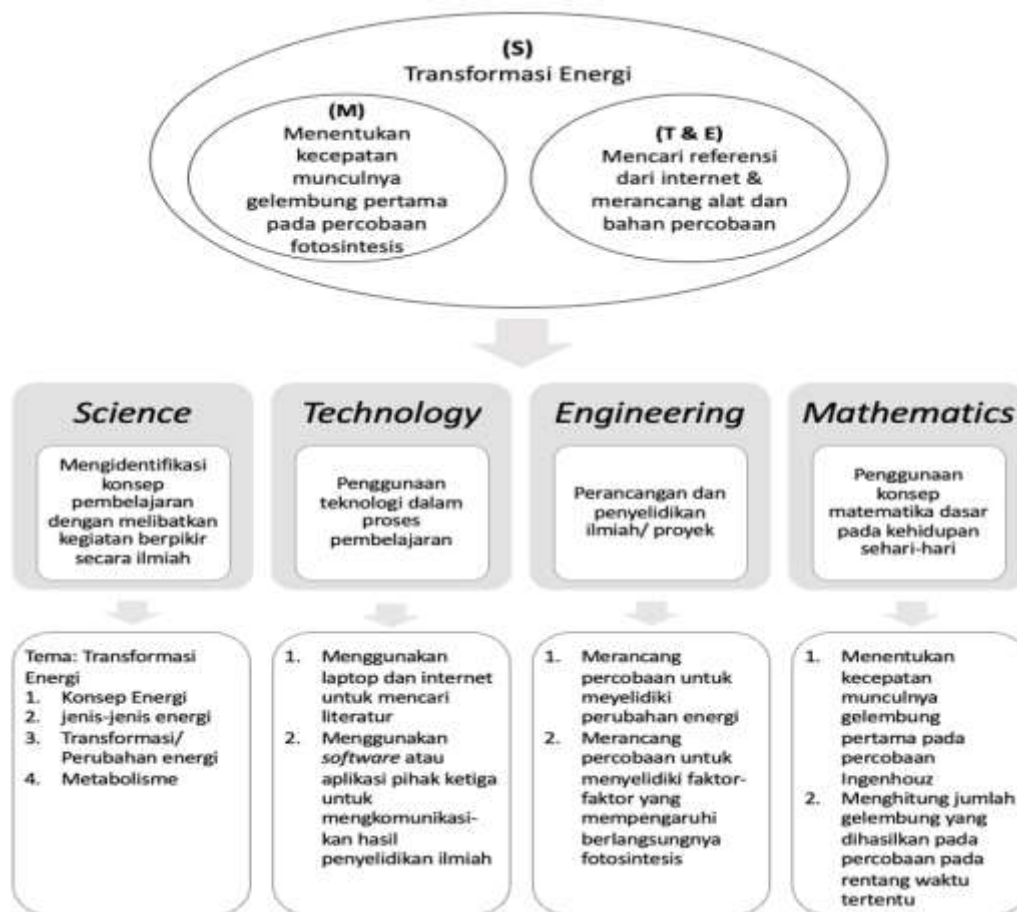 (S)
Transformasi Energi
(M)
Menentukan
kecepatan
munculnya
gelembung pertama
pada percobaan
fotosintesis
(T & E)
Mencari referensi
dari internet &
merancang alat dan
bahan percobaan
Science
Mengidentifikasi
konsep
pembelajaran
dengan melibatkan
kegiatan berpikir
secara ilmiah
Technology
Penggunaan
teknologi dalam
proses
pembelajaran
Engineering
Perancangan dan
penyelidikan
ilmiah/ proyek
Mathematics
Penggunaan
konsep
matematika dasar
pada kehidupan
sehari-hari
Tema: Transformasi
Energi
1. Konsep Energi
2. jenis-jenis energi
3. Transformasi/
Perubahan energi
4. Metabolisme
1. Menggunakan
laptop dan internet
untuk mencari
literatur
2. Menggunakan
software atau
aplikasi pihak ketiga
untuk
mengkomunikasi-
kan hasil
penyelidikan ilmiah
1. Merancang
percobaan untuk
meyelidiki
perubahan energi
2. Merancang
percobaan untuk
menyelidiki faktor-
faktor yang
mempengaruhi
berlangsungnya
fotosintesis
1. Menentukan
kecepatan
munculnya
gelembung
pertama pada
percobaan
Ingenhouz
2. Menghitung jumlah
gelembung yang
dihasilkan pada
percobaan pada
rentang waktu
tertentu